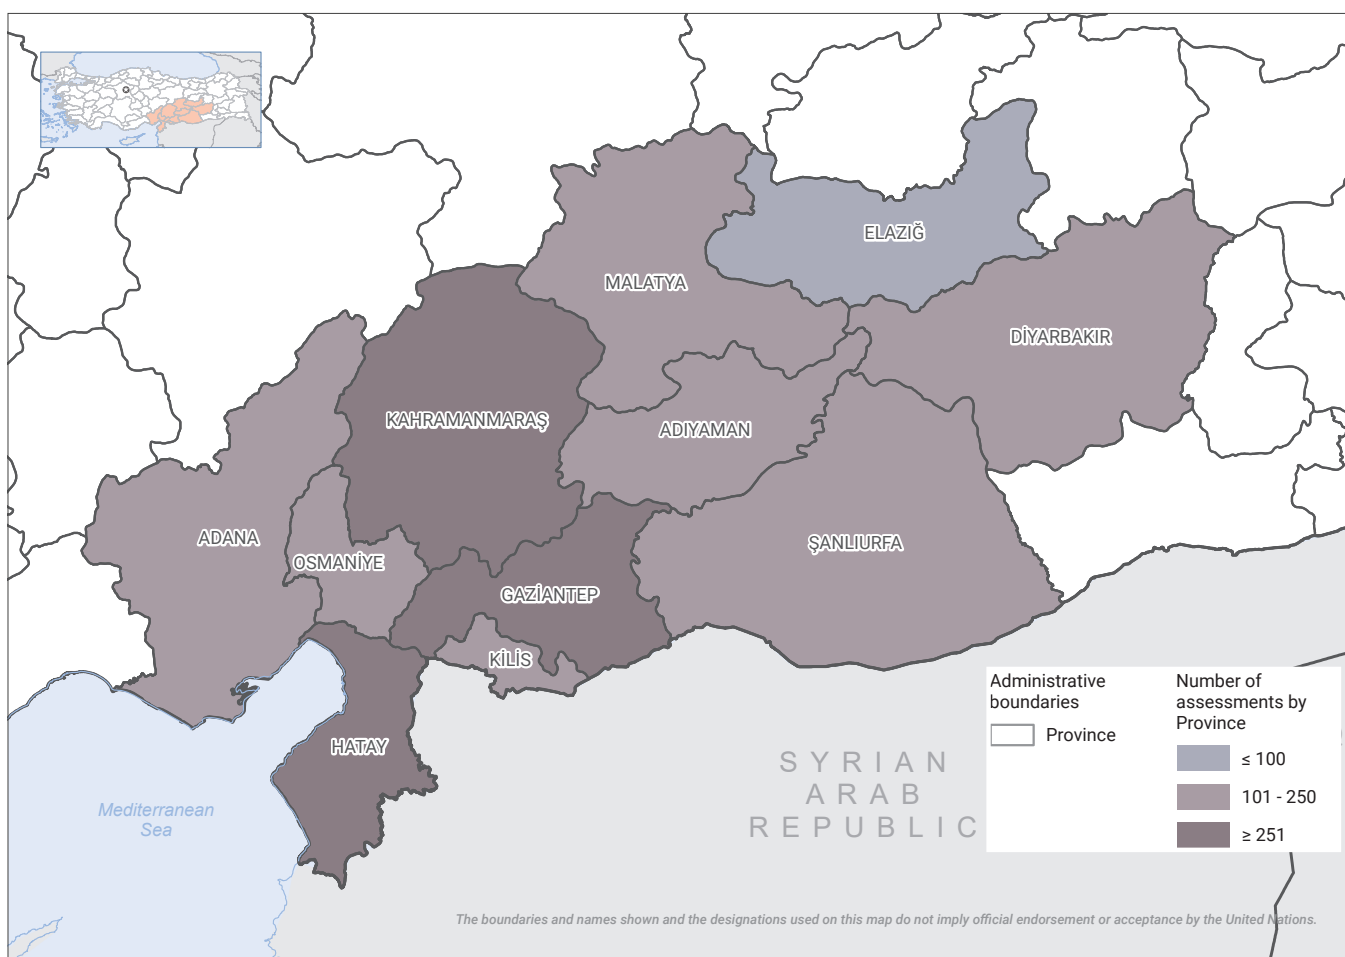 ELAZIĞ
MALATYA
DİYARBAKIR
KAHRAMANMARAŞ
ADIYAMAN
ADANA
ŞANLIURFA
OSMANİYE
GAZİANTEP
KİLİS
HATAY
Mediterranean
Sea
SYRIAN
ARAB
REPUBLIC
Administrative
boundaries
Province
Number of
assessments by
Province
≤ 100
101 - 250
≥ 251
The boundaries and names shown and the designations used on this map do not imply official endorsement or acceptance by the United Nations.